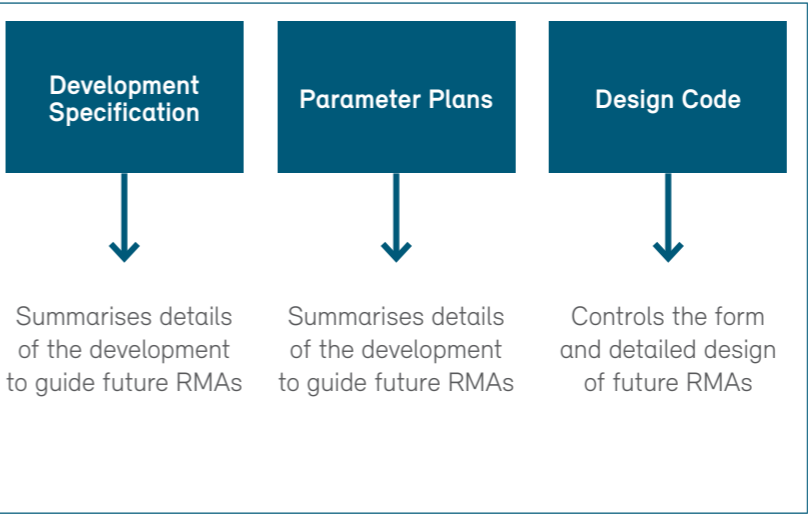 Development
Specification
Parameter Plans
Design Code
Summarises details
of the development
to guide future RMAs
Summarises details
of the development
to guide future RMAs
Controls the form
and detailed design
of future RMAs